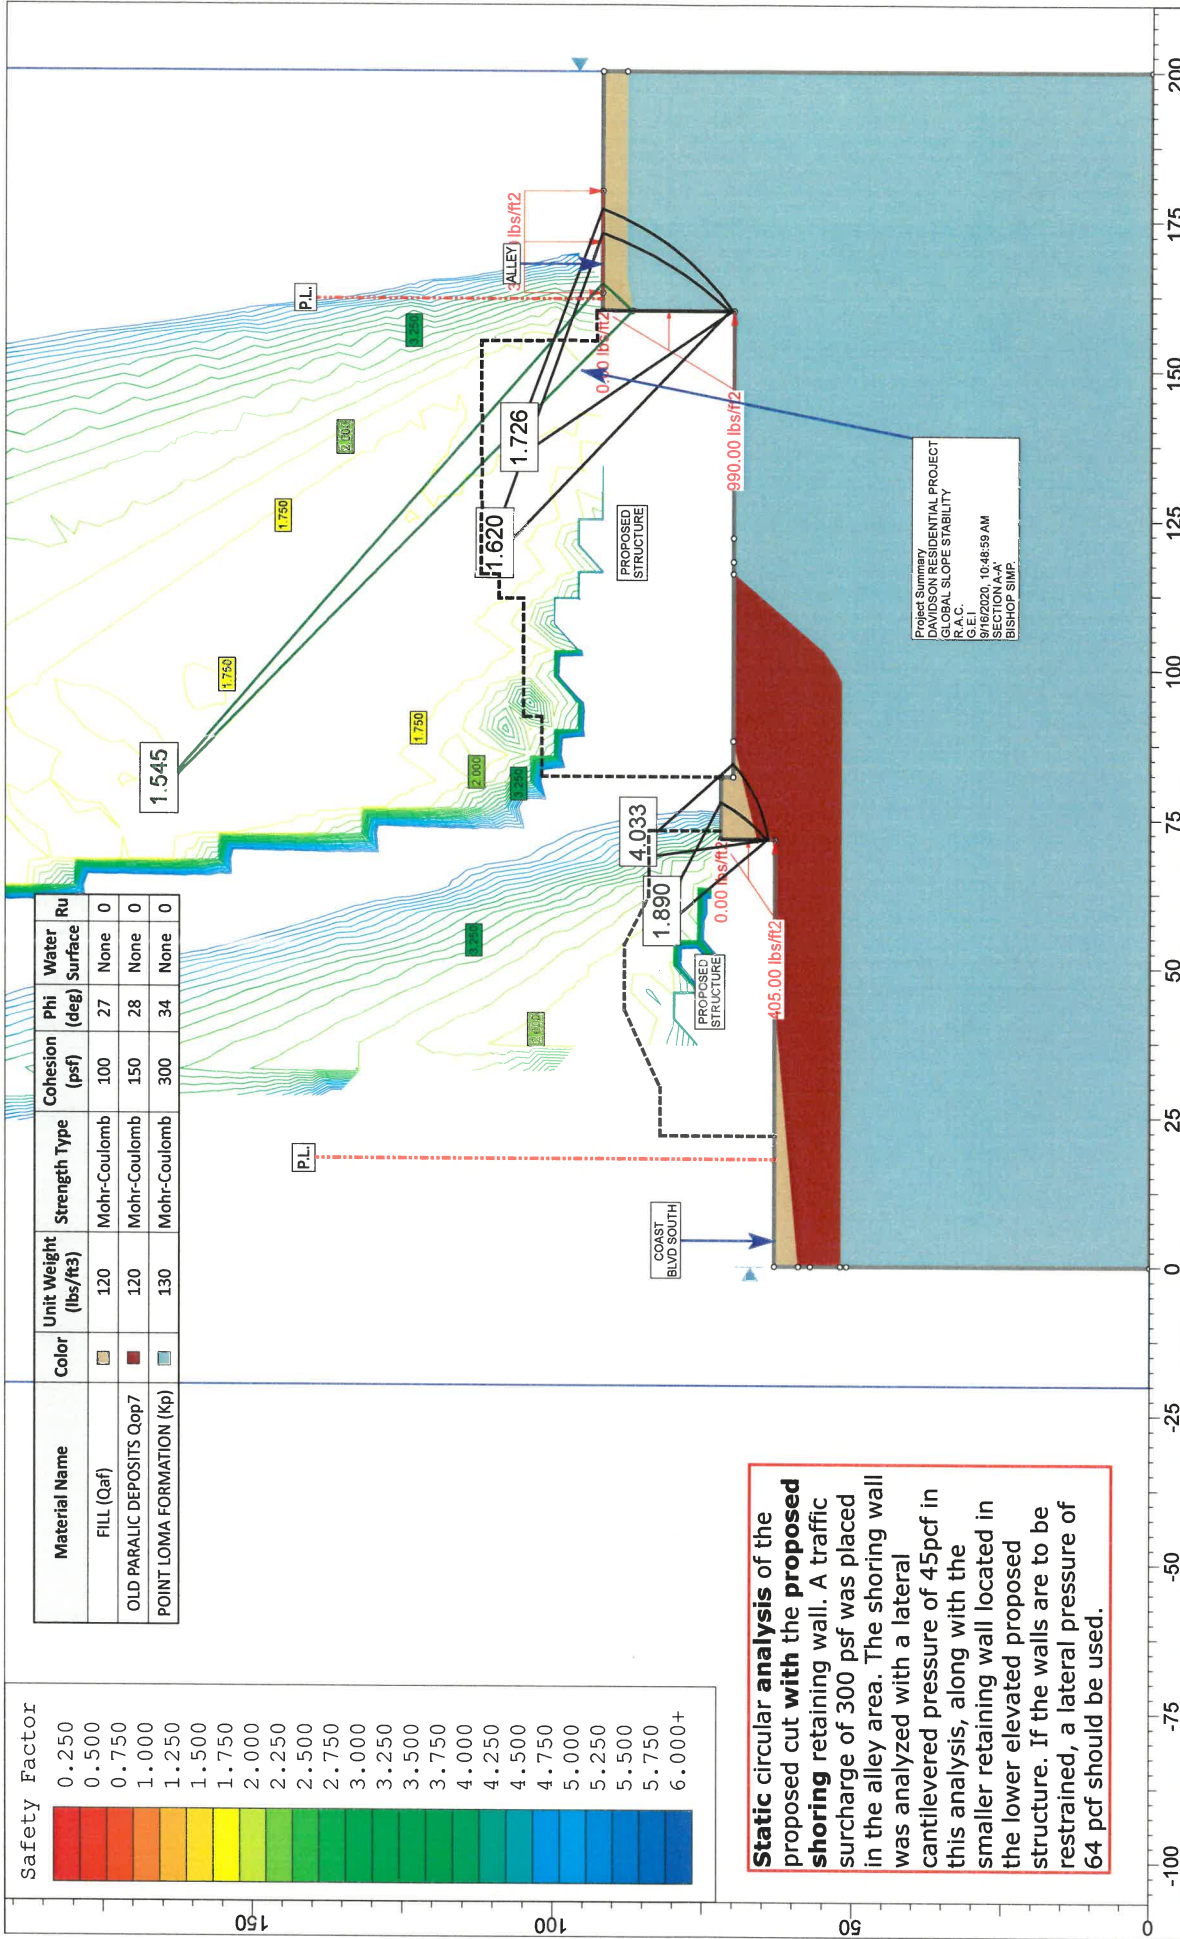 Safety Factor
0.250
0.500
0.750
1.000
1.250
1.500
1.750
2.000
2.250
2.500
2.750
3.000
3.250
3.500
3.750
4.000
4.250
4.500
4.750
5.000
5.250
5.500
5.750
6.000+
Material Name Color Unit Weight (lbs/ft3) Strength Type Cohesion (psf) Phi (deg) Water Surface Ru
FILL (Qaf) 120 Mohr-Coulomb 100 27 None 0
OLD PARALIC DEPOSITS Qop7 120 Mohr-Coulomb 150 28 None 0
POINT LOMA FORMATION (Kp) 130 Mohr-Coulomb 300 34 None 0
1.545
1.750
1.750
2.000
3.250
P.L.
P.L.
1.750
2.000
3.250
3.250
1.620
1.726
ALLEY
lbs/ft2
0.00 lbs/ft2
990.00 lbs/ft2
PROPOSED
STRUCTURE
4.033
1.890
0.00 lbs/ft2
405.00 lbs/ft2
PROPOSED
STRUCTURE
COAST
BLVD SOUTH
Project Summary
DAVIDSON RESIDENTIAL PROJECT
GLOBAL SLOPE STABILITY
R.A.C.
G.E.I
9/16/2020, 10:48:59 AM
SECTION A-A'
BISHOP SIMP.
Static circular analysis of the
proposed cut with the proposed
shoring retaining wall. A traffic
surcharge of 300 psf was placed
in the alley area. The shoring wall
was analyzed with a lateral
cantilevered pressure of 45pcf in
this analysis, along with the
smaller retaining wall located in
the lower elevated proposed
structure. If the walls are to be
restrained, a lateral pressure of
64 pcf should be used.
150
100
50
0
-100 -75 -50 -25 0 25 50 75 100 125 150 175 200